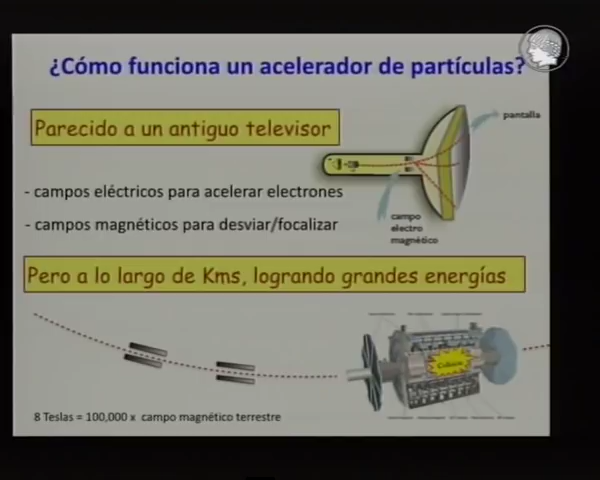 ¿Cómo funciona un acelerador de partículas?
Parecido a un antiguo televisor
pantalla
- campos eléctricos para acelerar electrones
- campos magnéticos para desviar/focalizar
campo
electro
magnético
Pero a lo largo de Kms, logrando grandes energías
8 Teslas = 100,000 x campo magnético terrestre